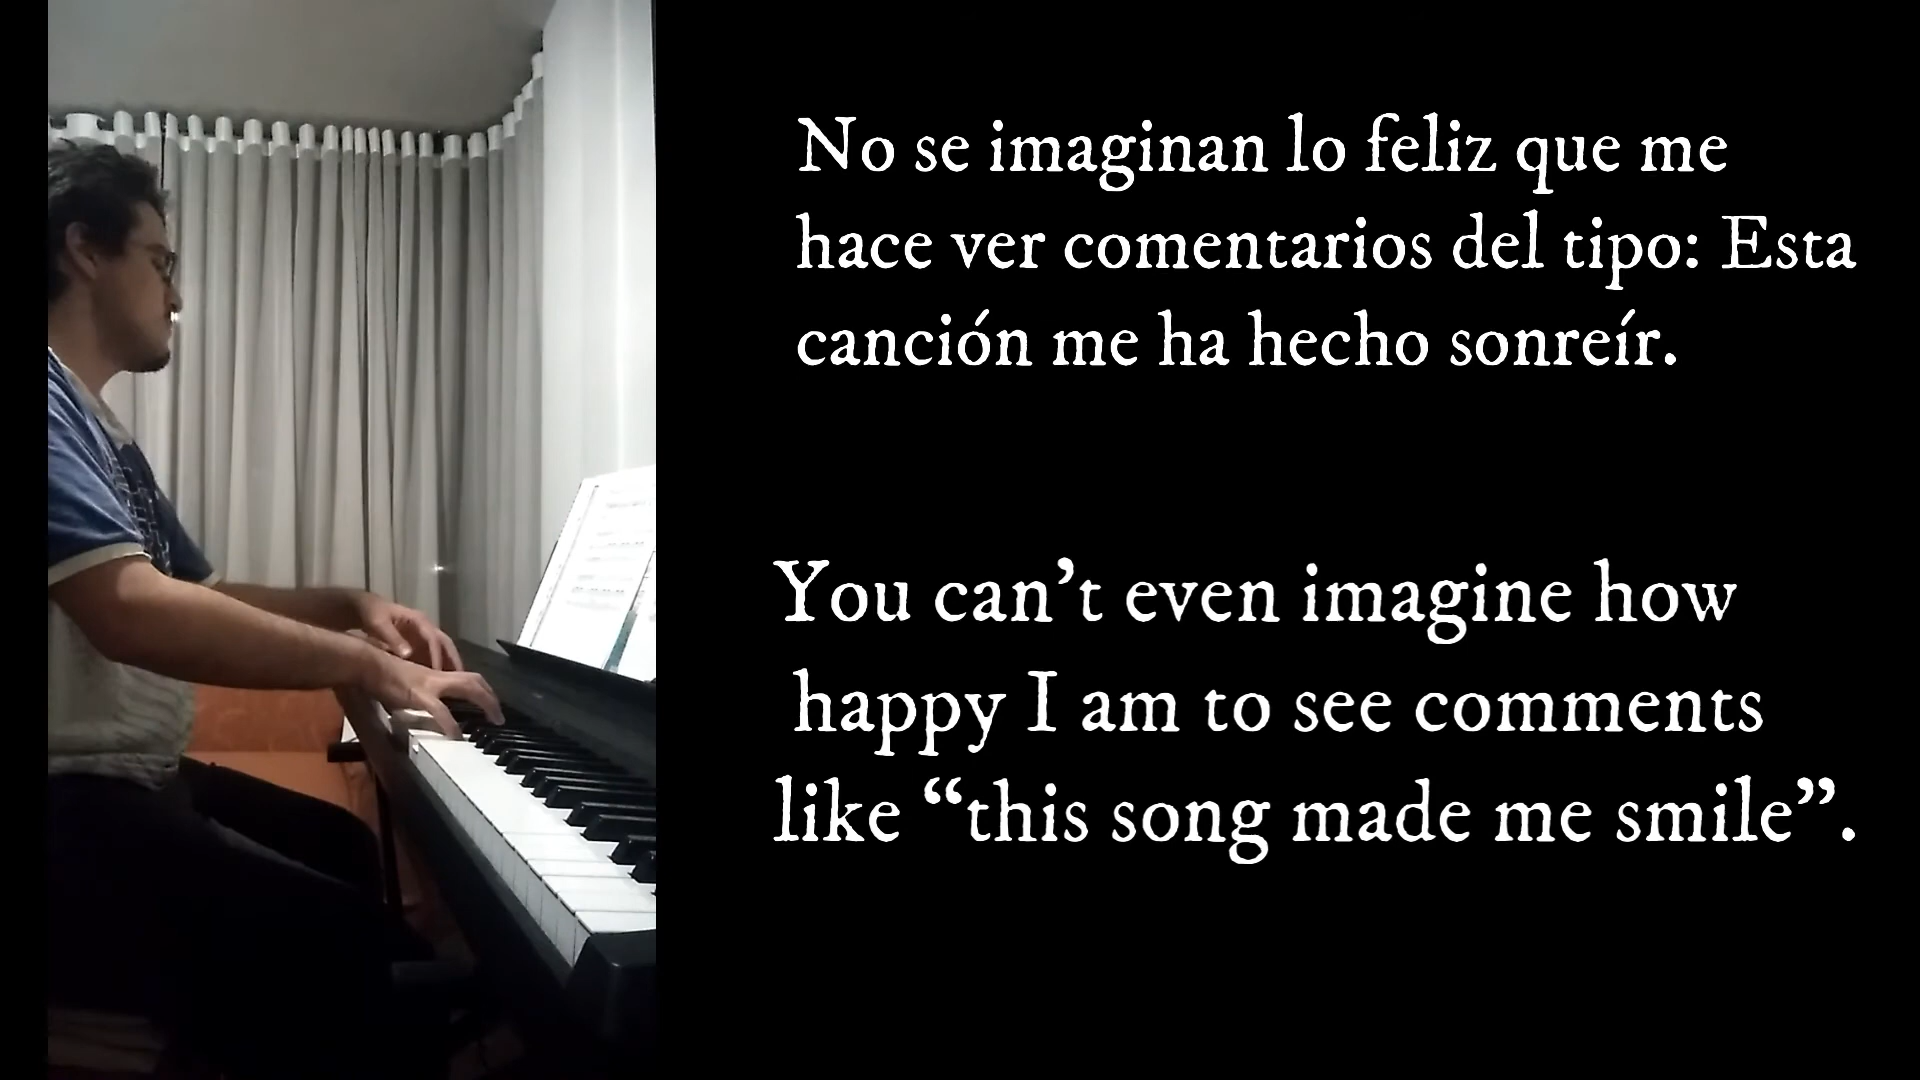 No se imaginan lo feliz que me
hace ver comentarios del tipo: Esta
canción me ha hecho sonreír.
You can’t even imagine how
happy I am to see comments
like “this song made me smile”.